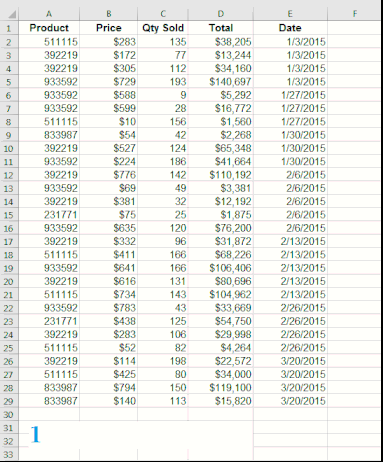 A B C D E F
1 Product Price Qty Sold Total Date
2 511115 $283 135 $38,205 1/3/2015
3 392219 $172 77 $13,244 1/3/2015
4 392219 $305 112 $34,160 1/3/2015
5 933592 $729 193 $140,697 1/3/2015
6 933592 $588 9 $5,292 1/27/2015
7 933592 $599 28 $16,772 1/27/2015
8 511115 $10 156 $1,560 1/27/2015
9 833987 $54 42 $2,268 1/30/2015
10 392219 $527 124 $65,348 1/30/2015
11 933592 $224 186 $41,664 1/30/2015
12 392219 $776 142 $110,192 2/6/2015
13 933592 $69 49 $3,381 2/6/2015
14 392219 $381 32 $12,192 2/6/2015
15 231771 $75 25 $1,875 2/6/2015
16 933592 $635 120 $76,200 2/6/2015
17 392219 $332 96 $31,872 2/13/2015
18 511115 $411 166 $68,226 2/13/2015
19 933592 $641 166 $106,406 2/13/2015
20 392219 $616 131 $80,696 2/13/2015
21 511115 $734 143 $104,962 2/13/2015
22 933592 $783 43 $33,669 2/26/2015
23 231771 $438 125 $54,750 2/26/2015
24 392219 $283 106 $29,998 2/26/2015
25 511115 $52 82 $4,264 2/26/2015
26 392219 $114 198 $22,572 3/20/2015
27 511115 $425 80 $34,000 3/20/2015
28 833987 $794 150 $119,100 3/20/2015
29 833987 $140 113 $15,820 3/20/2015
30
31
1
32
33